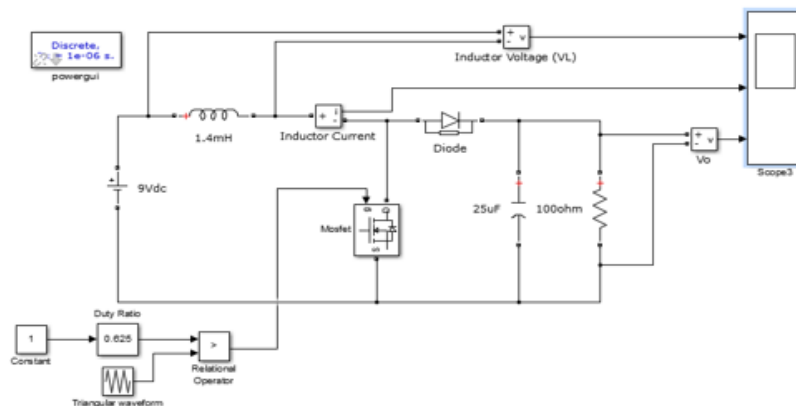 Discrete,
= 1e-06 s.
powergui
Inductor Voltage (VL)
+
-
v
1.4mH
+
-
i
Inductor Current
Diode
+
-
v
Vo
Scope3
+
9Vdc
Mosfet
g
D
S
25uF
100ohm
+
+
+
Duty Ratio
1
Constant
0.625
>
Relational
Operator
Triangular waveform